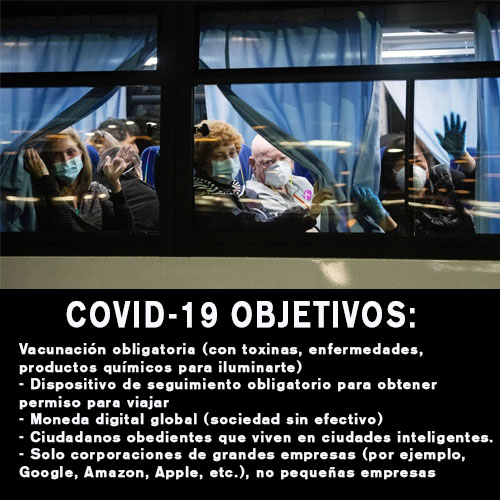 COVID-19 OBJETIVOS:
Vacunación obligatoria (con toxinas, enfermedades,
productos químicos para iluminarte)
- Dispositivo de seguimiento obligatorio para obtener
permiso para viajar
- Moneda digital global (sociedad sin efectivo)
- Ciudadanos obedientes que viven en ciudades inteligentes.
- Solo corporaciones de grandes empresas (por ejemplo,
Google, Amazon, Apple, etc.), no pequeñas empresas